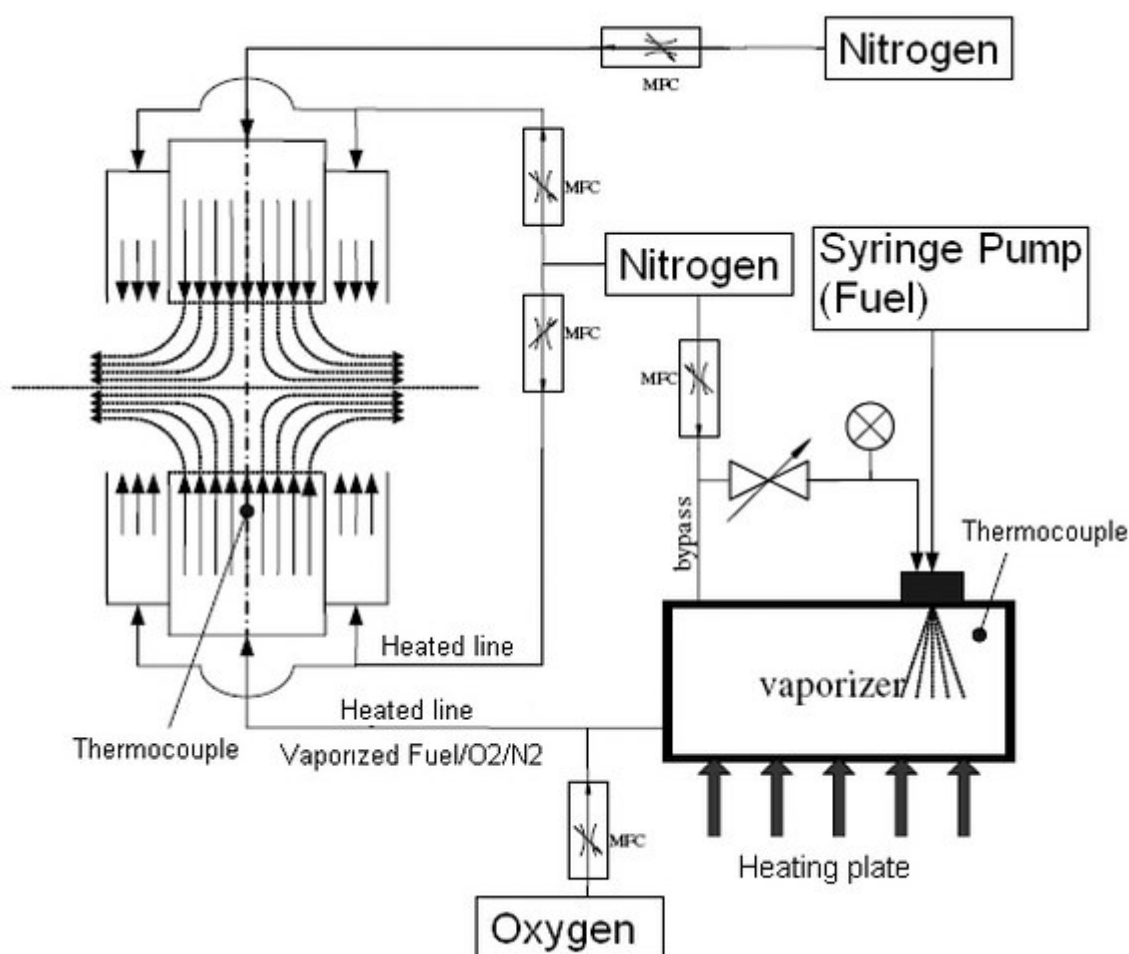 Nitrogen
MFC
MFC
Nitrogen
Syringe Pump
(Fuel)
MFC
MFC
bypass
Thermocouple
Heated line
vaporizer
Heated line
Thermocouple
Vaporized Fuel/O2/N2
MFC
Heating plate
Oxygen